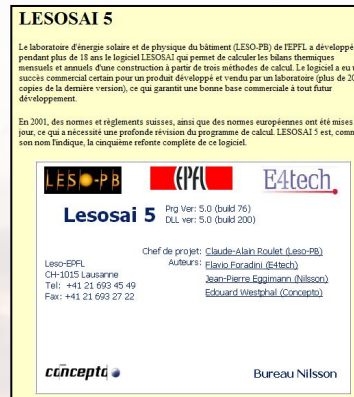 LESOSAI 5
Le laboratoire d'énergie solaire et de physique du bâtiment (LESO-PB) de l'EPFL a développé
pendant plus de 18 ans le logiciel LESOSAI qui permet de calculer les bilans thermiques
mensuels et annuels d'une construction à partir de trois méthodes de calcul. Le logiciel a eu
succès commercial certain pour un produit développé et vendu par un laboratoire (plus de
copies de la dernière version), ce qui garantit une bonne base commerciale à tout futur
développement.
En 2001, des normes et règlements suisses, ainsi que des normes européennes ont été mises
jour, ce qui a nécessité une profonde révision du programme de calcul. LESOSAI 5 est,
son nom l'indique, la cinquième refonte complète de ce logiciel.
LESO-PB EPFL E4tech
Lesosai 5 Prg Ver: 5.0 (build 76)
DLL ver: 5.0 (build 200)
Chef de projet: Claude-Alain Roulet (Leso-PB)
Auteurs: Flavio Foradini (E4tech)
Jean-Pierre Eggimann (Nilsson)
Edouard Westphal (Concepto)
Leso-EPFL
CH-1015 Lausanne
Tel: +41 21 693 45 49
Fax: +41 21 693 27 22
concepto Bureau Nilsson